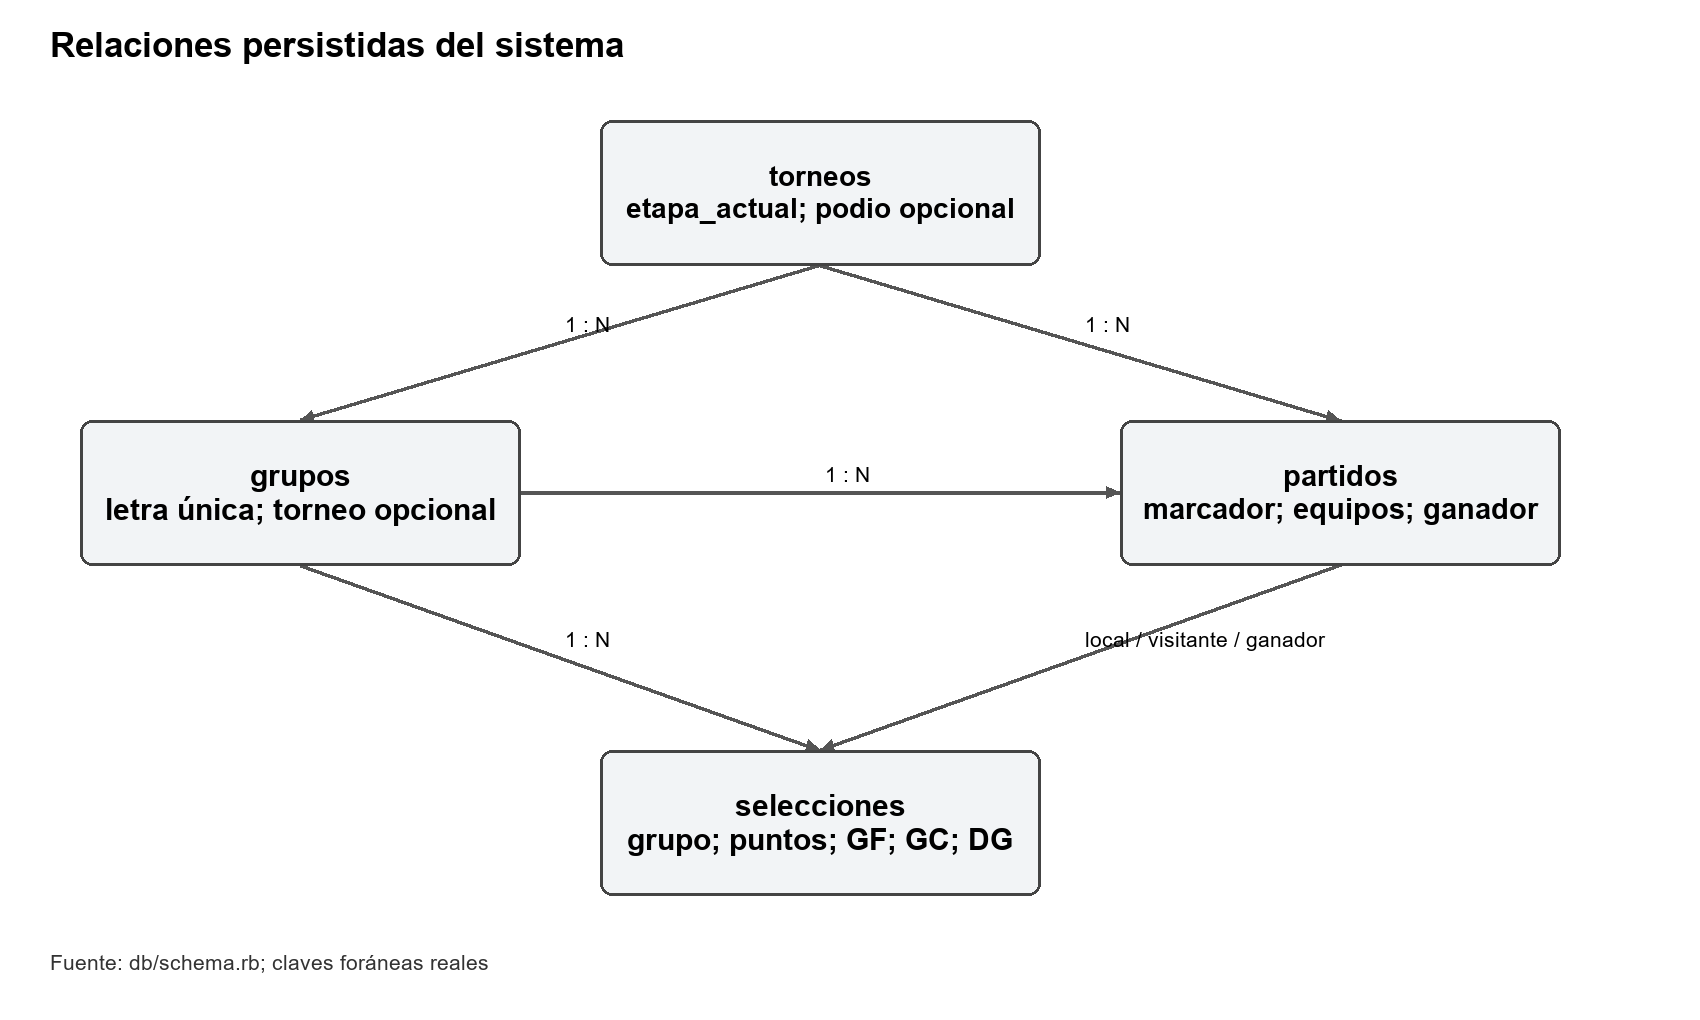 Relaciones persistidas del sistema
torneos
etapa_actual; podio opcional
1 : N
1 : N
grupos
letra única; torneo opcional
1 : N
partidos
marcador; equipos; ganador
1 : N
local / visitante / ganador
selecciones
grupo; puntos; GF; GC; DG
Fuente: db/schema.rb; claves foráneas reales